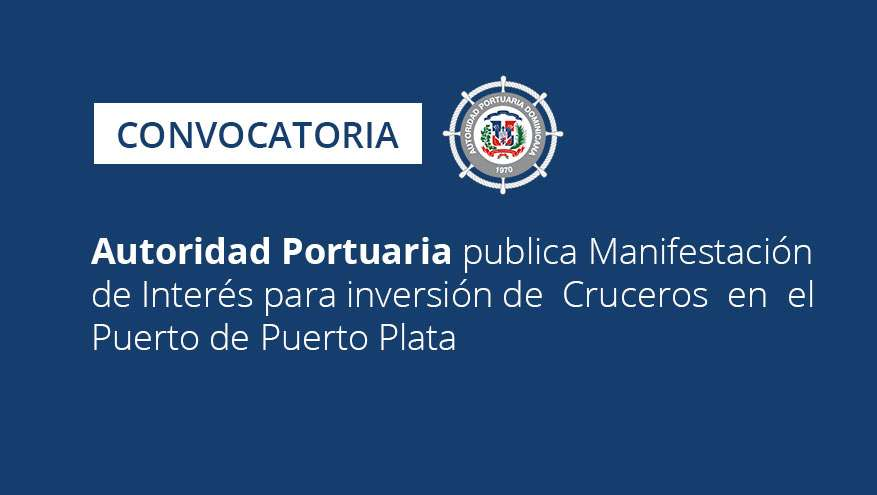 CONVOCATORIA
AUTORIDAD PORTUARIA DOMINICANA
1970
Autoridad Portuaria publica Manifestación
de Interés para inversión de Cruceros en el
Puerto de Puerto Plata